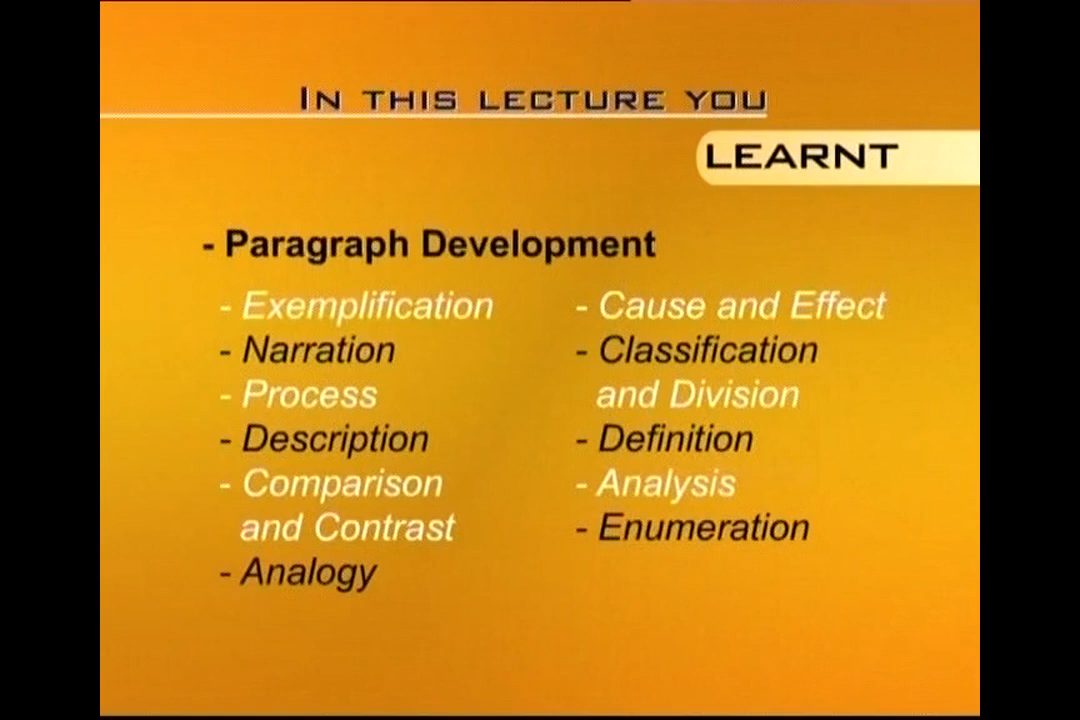 IN THIS LECTURE YOU
LEARNT
- Paragraph Development
- Exemplification
- Narration
- Process
- Description
- Comparison
and Contrast
- Analogy
- Cause and Effect
- Classification
and Division
- Definition
- Analysis
- Enumeration